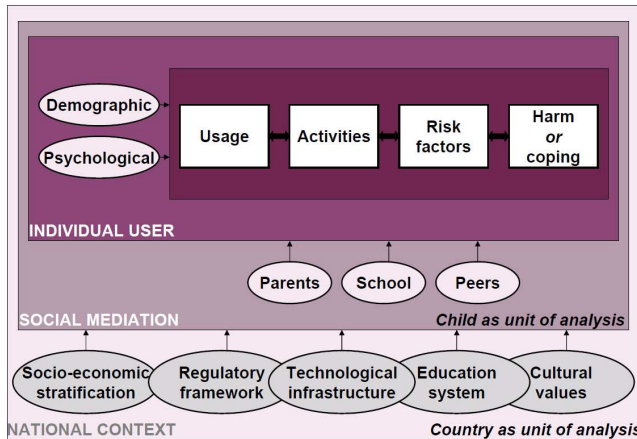 Demographic
Psychological
Usage
Activities
Risk
factors
Harm
or
coping
INDIVIDUAL USER
Parents
School
Peers
SOCIAL MEDIATION
Child as unit of analysis
Socio-economic
stratification
Regulatory
framework
Technological
infrastructure
Education
system
Cultural
values
NATIONAL CONTEXT
Country as unit of analysis